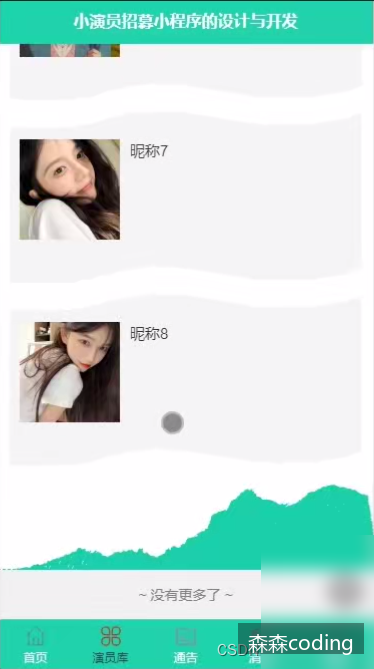 小演员招募小程序的设计与开发
昵称7
昵称8
~ 没有更多了 ~
首页
演员库
通告
消
CSD
森森coding